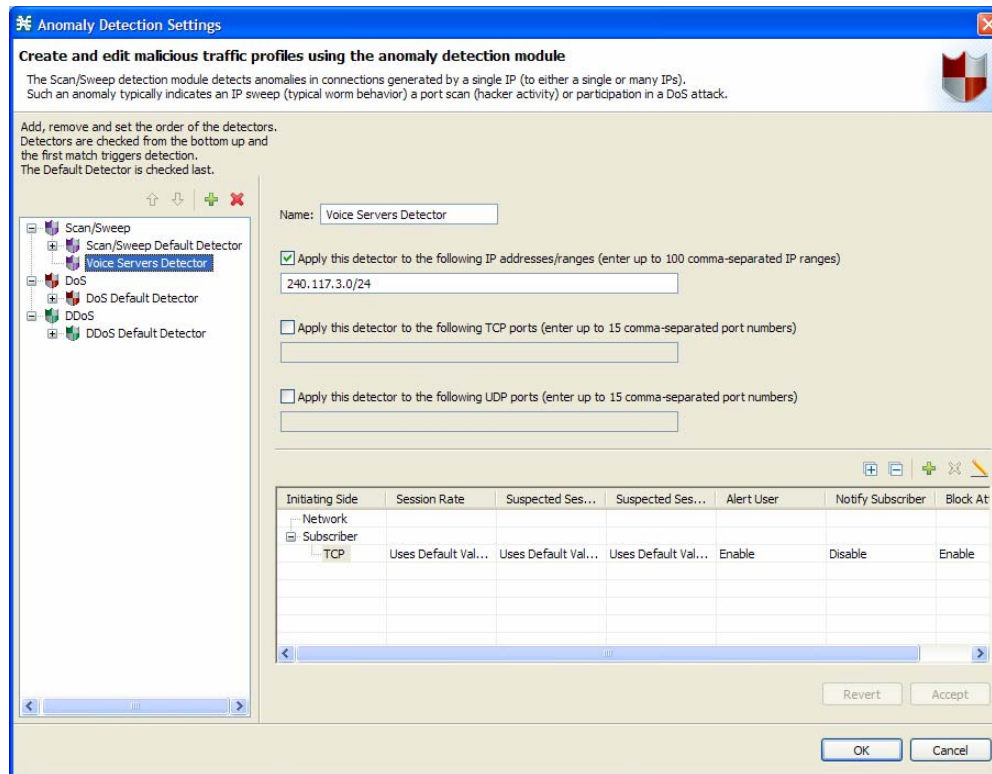 Anomaly Detection Settings
Create and edit malicious traffic profiles using the anomaly detection module
The Scan/Sweep detection module detects anomalies in connections generated by a single IP (to either a single or many IPs).
Such an anomaly typically indicates an IP sweep (typical worm behavior) a port scan (hacker activity) or participation in a DoS attack.
Add, remove and set the order of the detectors.
Detectors are checked from the bottom up and
the first match triggers detection.
The Default Detector is checked last.
Scan/Sweep
Scan/Sweep Default Detector
Voice Servers Detector
DoS
DoS Default Detector
DDoS
DDoS Default Detector
Name: Voice Servers Detector
Apply this detector to the following IP addresses/ranges (enter up to 100 comma-separated IP ranges)
240.117.3.0/24
Apply this detector to the following TCP ports (enter up to 15 comma-separated port numbers)
Apply this detector to the following UDP ports (enter up to 15 comma-separated port numbers)
Initiating Side Session Rate Suspected Ses... Suspected Ses... Alert User Notify Subscriber Block At
Network
Subscriber
TCP Uses Default Val... Uses Default Val... Uses Default Val... Enable Disable Enable
Revert Accept
OK Cancel